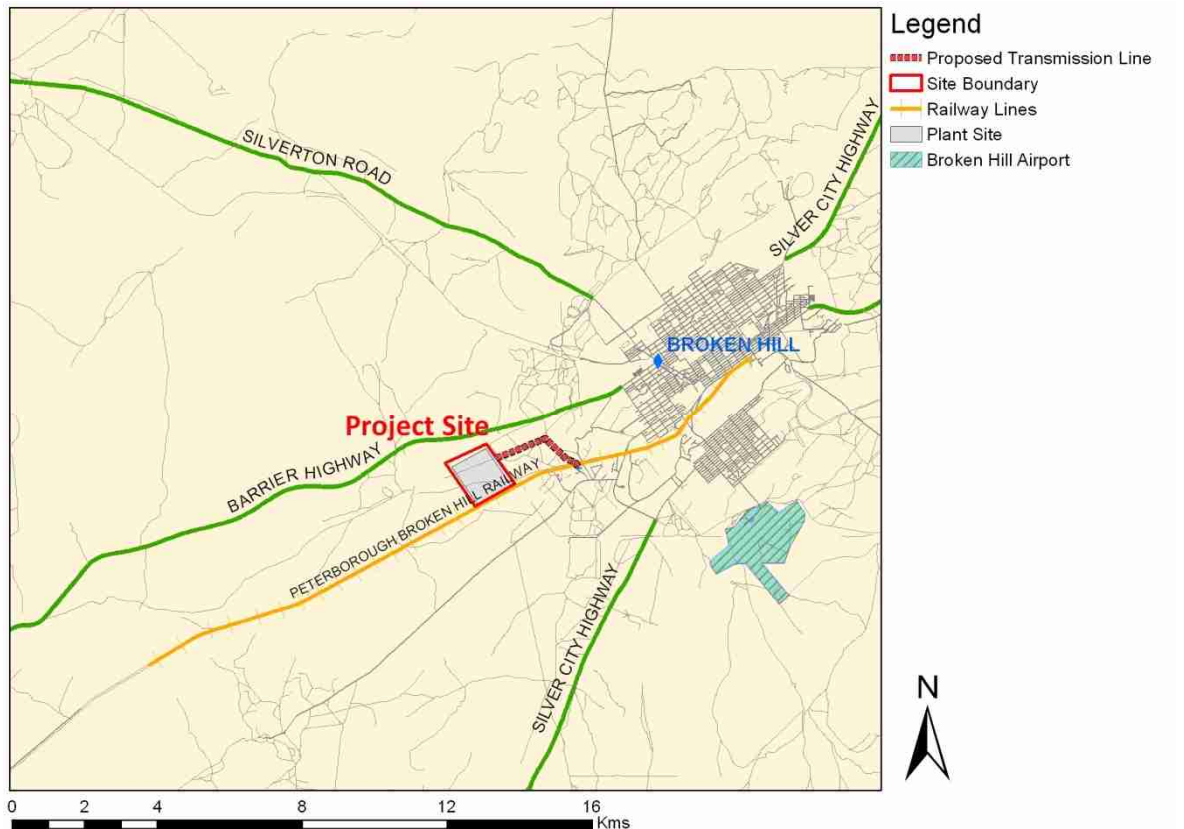 Legend
Proposed Transmission Line
Site Boundary
Railway Lines
Plant Site
Broken Hill Airport
SILVERTON ROAD
SILVER CITY HIGHWAY
BROKEN HILL
Project Site
BARRIER HIGHWAY
PETERBOROUGH BROKEN HILL RAILWAY
SILVER CITY HIGHWAY
N
0 2 4 8 12 16
Kms